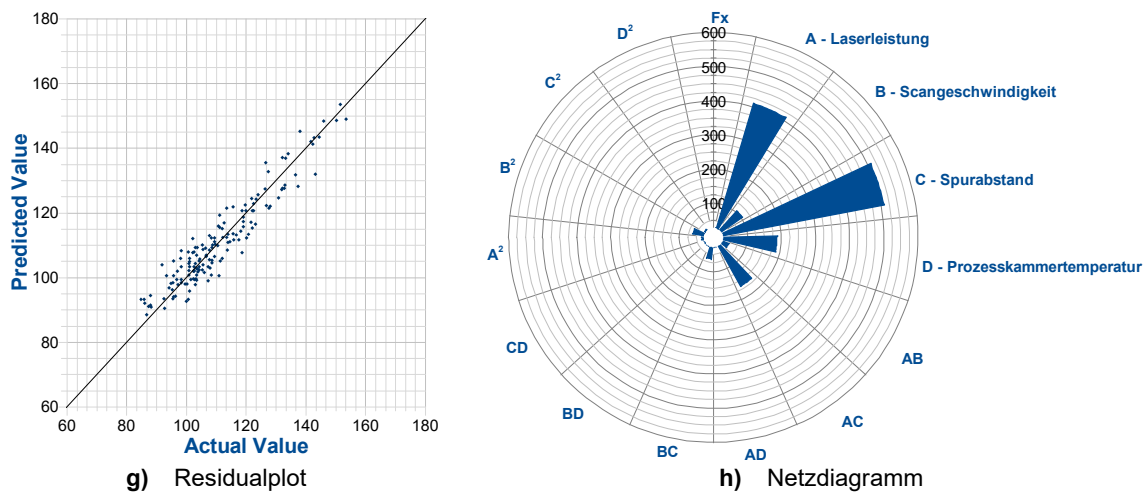 180
160
140
120
100
80
60
60 80 100 120 140 160 180
Predicted Value
Actual Value
g) Residualplot
Fx
600
500
400
300
200
100
A - Laserleistung
B - Scangeschwindigkeit
C - Spurabstand
D - Prozesskammertemperatur
AB
AC
AD
BC
BD
CD
A²
B²
C²
D²
h) Netzdiagramm